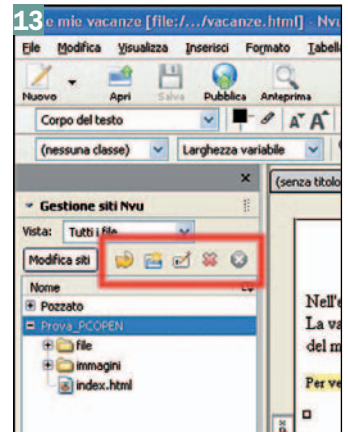 13
e mie vacanze [file:/.../vacanze.html] - Nvu
File Modifica Visualizza Inserisci Formato Tabella
Nuovo Apri Salva Pubblica Anteprima
Corpo del testo
(nessuna classe) Larghezza variabile
(senza titolo
Gestione siti Nvu
Vista: Tutti i file
Modifica siti
Nome
Pozzato
Prova_PCOPEN
file
immagini
index.html
Nell'e
La va
del m
Per ve